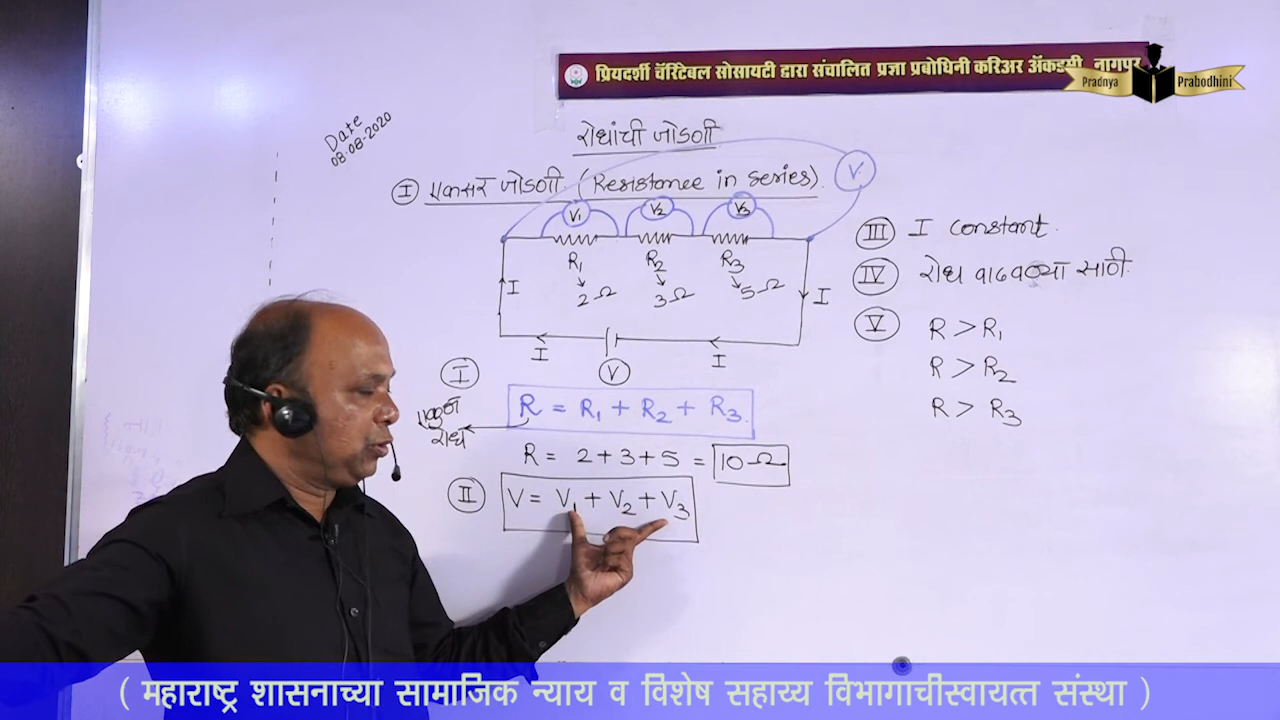 प्रियदर्शी चॅरिटेबल सोसायटी द्वारा संचालित प्रज्ञा प्रबोधिनी करिअर ॲकडमी, नागपूर
Pradnya Prabodhini
Date
08-08-2020
रोधांची जोडणी
I एकसर जोडणी (Resistance in series).
V
V1 V2 V3
R1 R2 R3
2Ω 3Ω 5Ω
I I
I I
V
III I constant.
IV रोध वाढवण्या साठी.
V R > R1
R > R2
R > R3
I
R = R1 + R2 + R3.
एकूण
रोध
R = 2+3+5 = 10Ω
II V = V1 + V2 + V3
( महाराष्ट्र शासनाच्या सामाजिक न्याय व विशेष सहाय्य विभागाचीस्वायत्त संस्था )